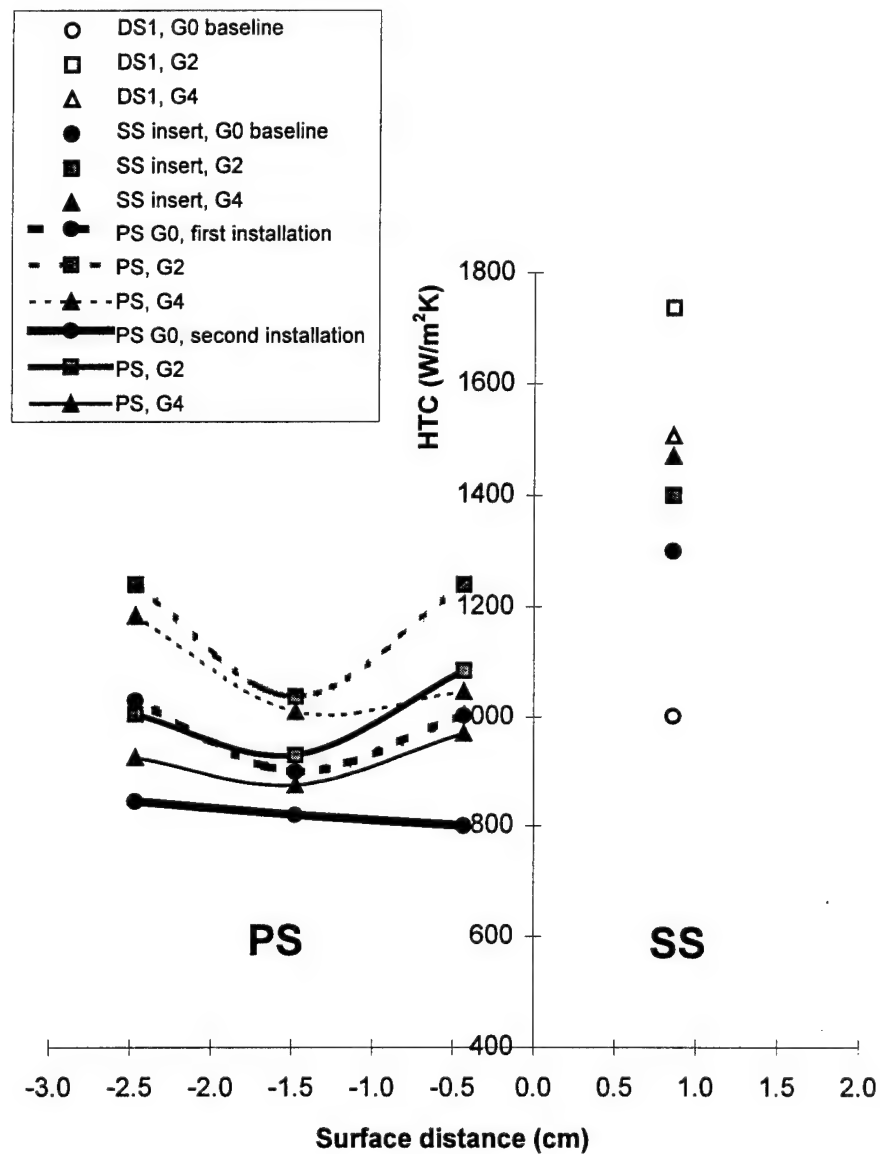 DS1, G0 baseline
DS1, G2
DS1, G4
SS insert, G0 baseline
SS insert, G2
SS insert, G4
PS G0, first installation
PS, G2
PS, G4
PS G0, second installation
PS, G2
PS, G4
HTC (W/m²K)
1800
1600
1400
1200
1000
800
600
400
PS
SS
-3.0 -2.5 -2.0 -1.5 -1.0 -0.5 0.0 0.5 1.0 1.5 2.0
Surface distance (cm)